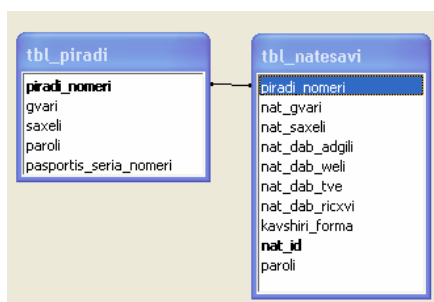 tbl_piradi
piradi_nomeri
gvari
saxeli
paroli
pasportis_seria_nomeri
tbl_natesavi
piradi_nomeri
nat_gvari
nat_saxeli
nat_dab_adgili
nat_dab_weli
nat_dab_tve
nat_dab_ricxvi
kavshiri_forma
nat_id
paroli